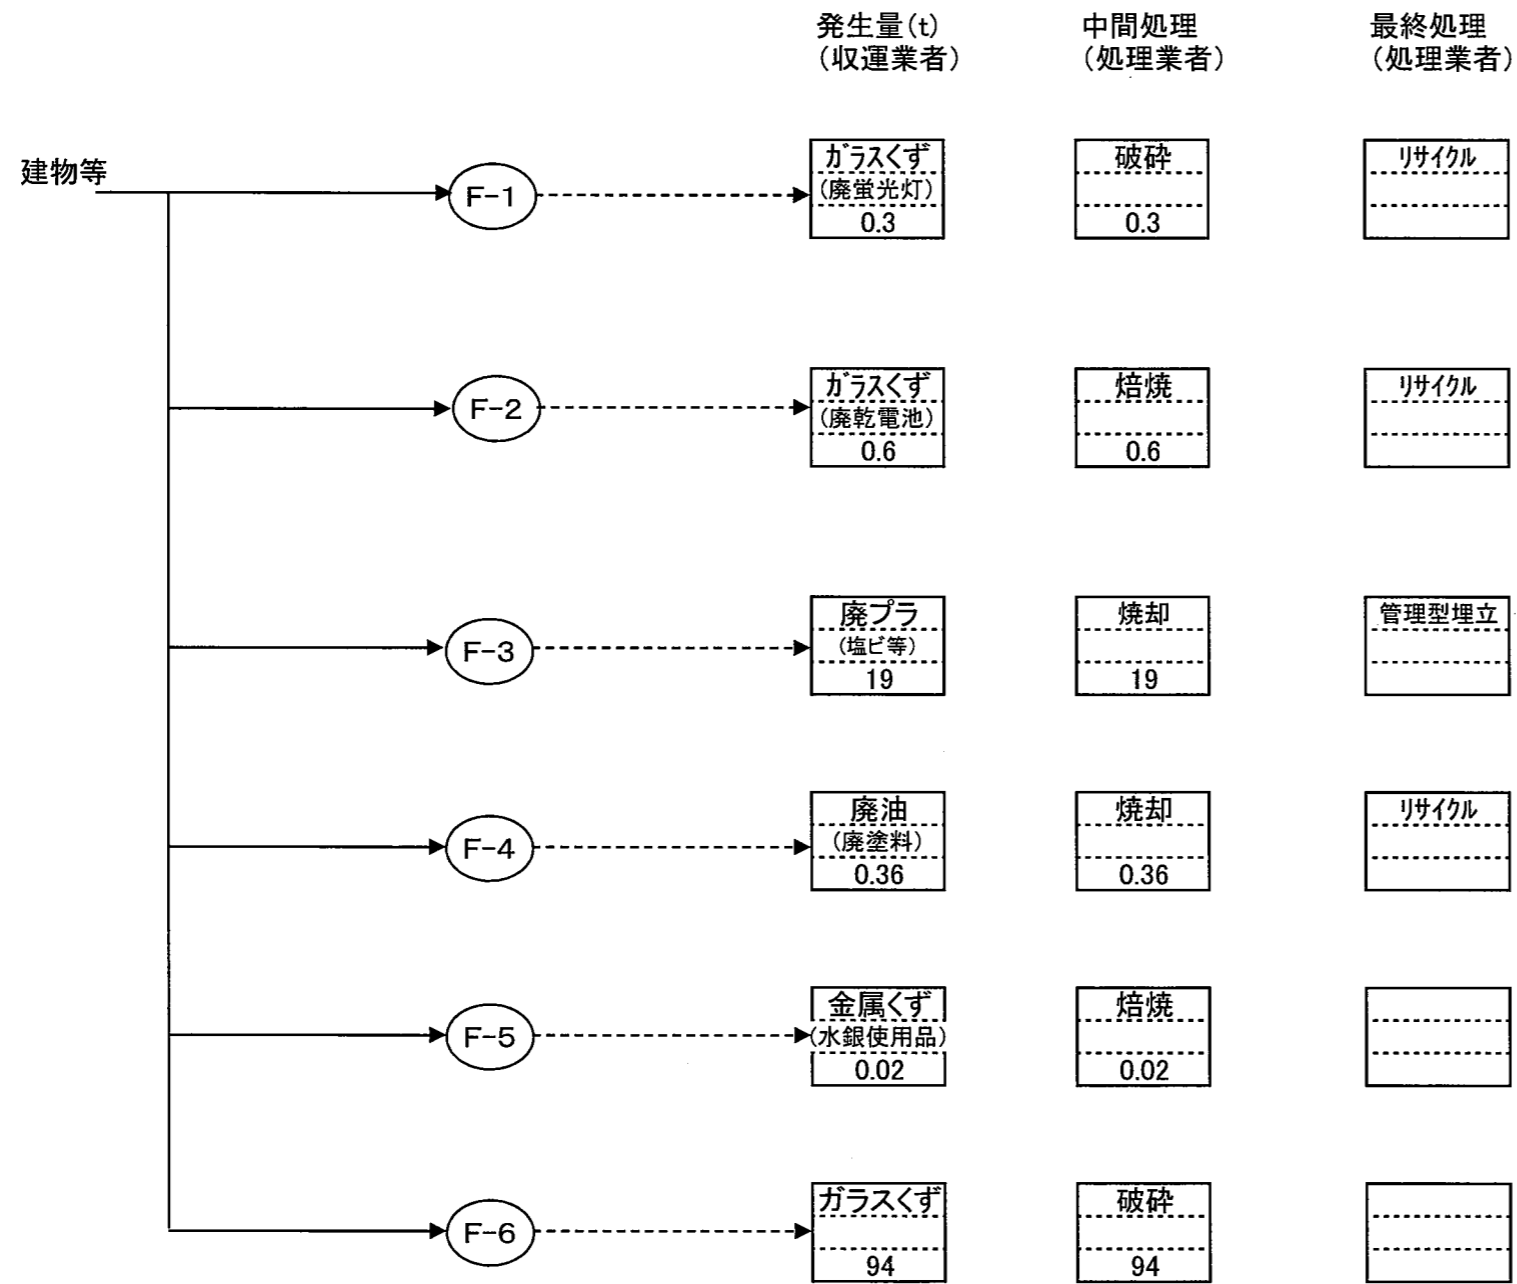 発生量(t)
(収運業者)
中間処理
(処理業者)
最終処理
(処理業者)
建物等
F-1
ガラスくず
(廃蛍光灯)
0.3
破砕
0.3
リサイクル
F-2
ガラスくず
(廃乾電池)
0.6
焙焼
0.6
リサイクル
F-3
廃プラ
(塩ビ等)
19
焼却
19
管理型埋立
F-4
廃油
(廃塗料)
0.36
焼却
0.36
リサイクル
F-5
金属くず
(水銀使用品)
0.02
焙焼
0.02
F-6
ガラスくず
94
破砕
94